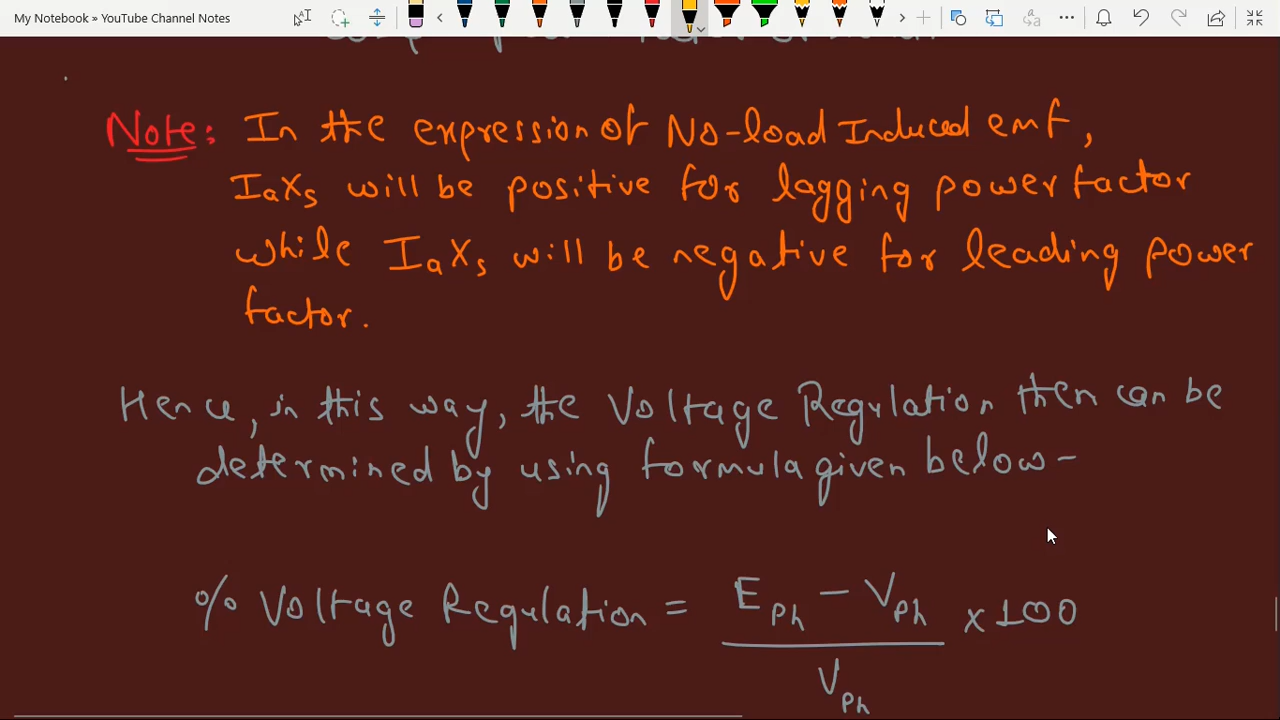 My Notebook » YouTube Channel Notes
Note: In the expression of No-load Induced emf,
IaXs will be positive for lagging power factor
while IaXs will be negative for leading power
factor.
Hence, in this way, the Voltage Regulation then can be
determined by using formula given below-
% Voltage Regulation = EPh - VPh / VPh x 100